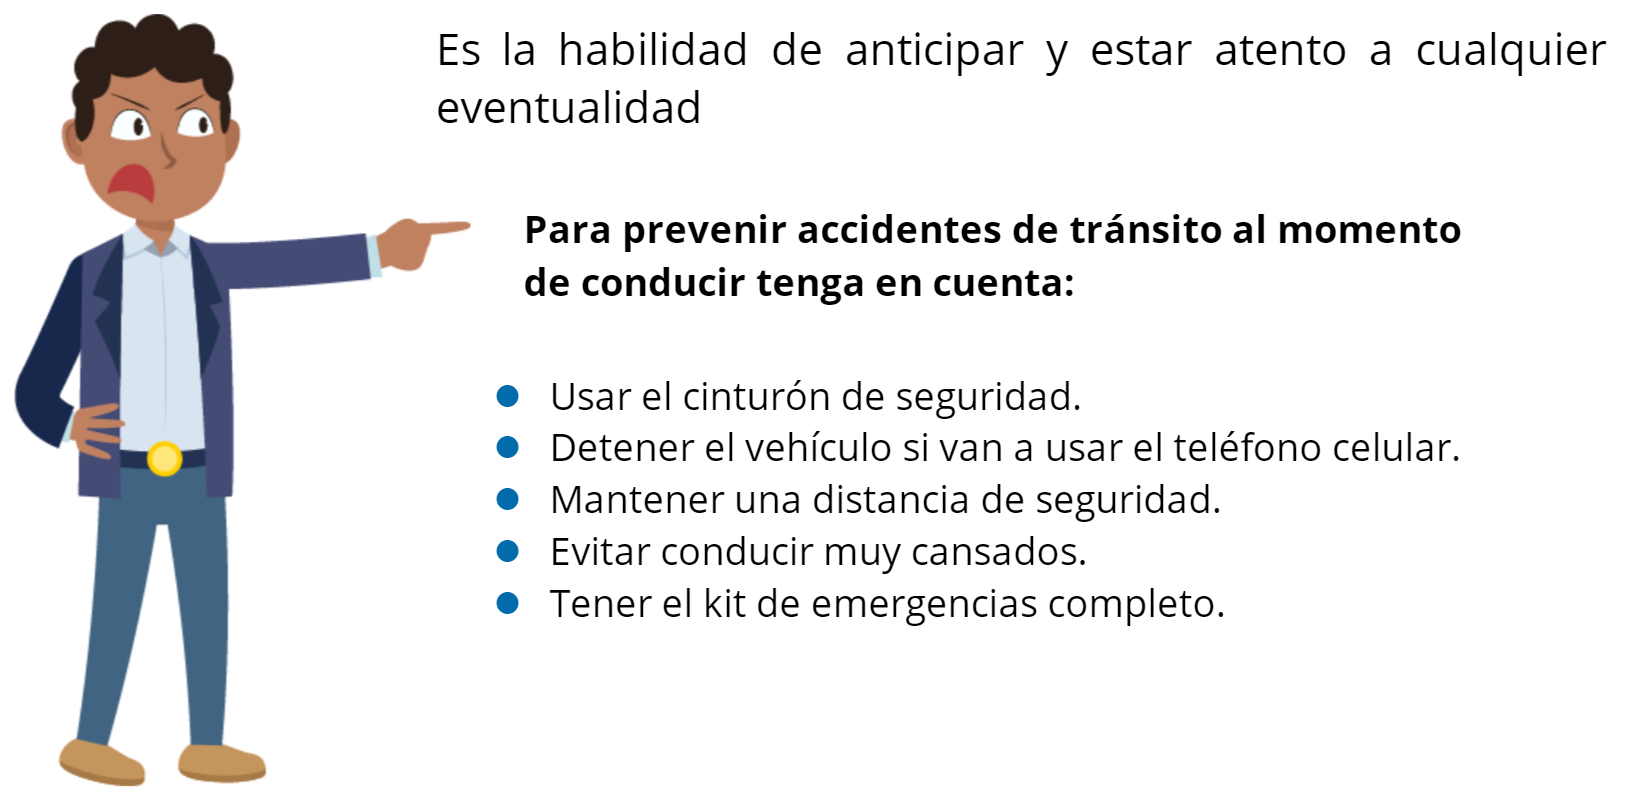 Es la habilidad de anticipar y estar atento a cualquier
eventualidad
Para prevenir accidentes de tránsito al momento
de conducir tenga en cuenta:
● Usar el cinturón de seguridad.
● Detener el vehículo si van a usar el teléfono celular.
● Mantener una distancia de seguridad.
● Evitar conducir muy cansados.
● Tener el kit de emergencias completo.